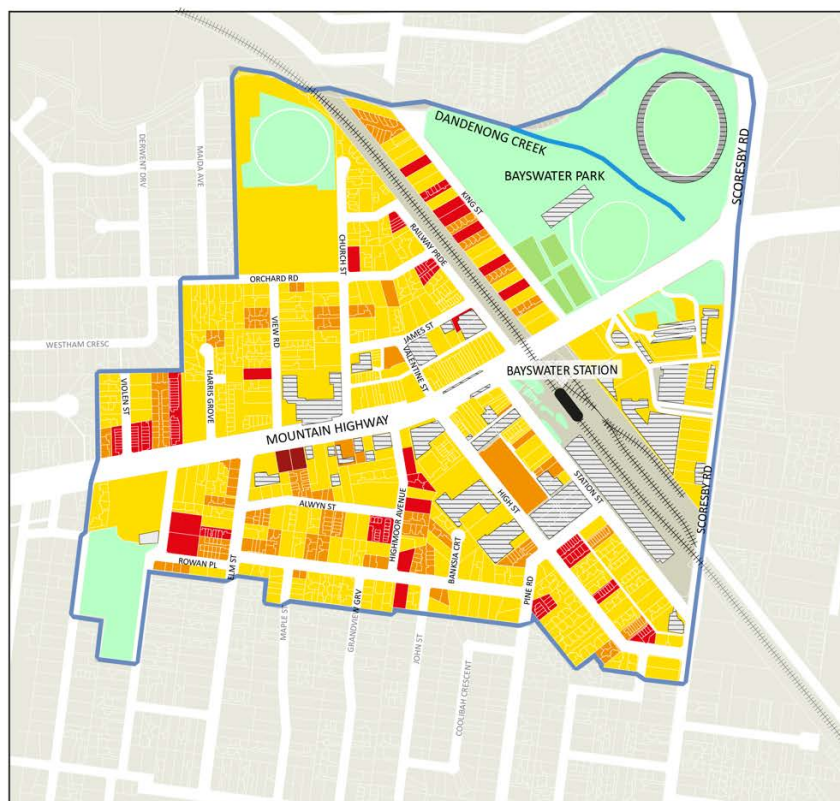 DANDENONG CREEK
BAYSWATER PARK
SCORESBY RD
DERWENT DRV
MAIDA AVE
KING ST
RAILWAY PRDE
CHURCH ST
ORCHARD RD
VIEW RD
JAMES ST
VALENTINE ST
WESTHAM CRESC
HARRIS GROVE
VIOLEN ST
BAYSWATER STATION
MOUNTAIN HIGHWAY
SCORESBY RD
STATION ST
HIGH ST
ALWYN ST
HIGHMOOR AVENUE
BANKSIA CRT
ROWAN PL
ELM ST
PINE RD
MAPLE ST
GRANDVIEW GRV
JOHN ST
COOLIBAH CRESCENT